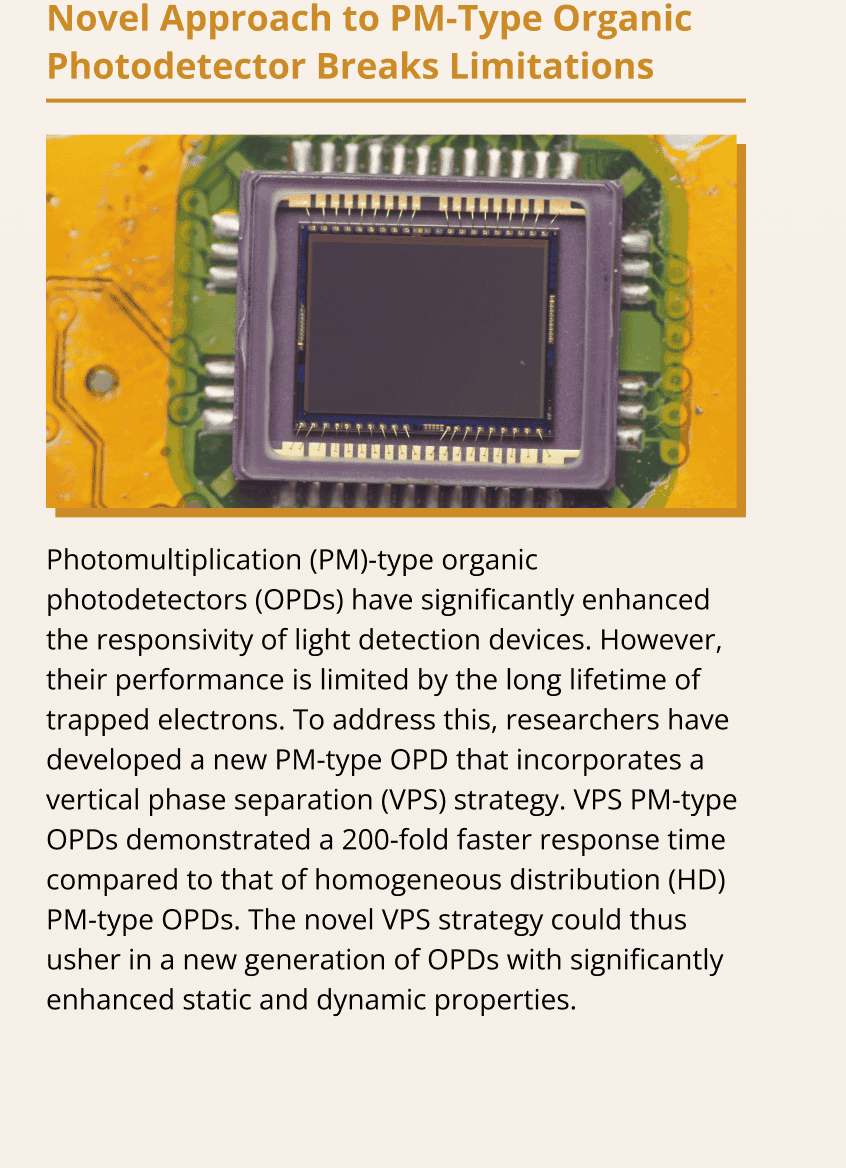 Novel Approach to PM-Type Organic
Photodetector Breaks Limitations
Photomultiplication (PM)-type organic
photodetectors (OPDs) have significantly enhanced
the responsivity of light detection devices. However,
their performance is limited by the long lifetime of
trapped electrons. To address this, researchers have
developed a new PM-type OPD that incorporates a
vertical phase separation (VPS) strategy. VPS PM-type
OPDs demonstrated a 200-fold faster response time
compared to that of homogeneous distribution (HD)
PM-type OPDs. The novel VPS strategy could thus
usher in a new generation of OPDs with significantly
enhanced static and dynamic properties.